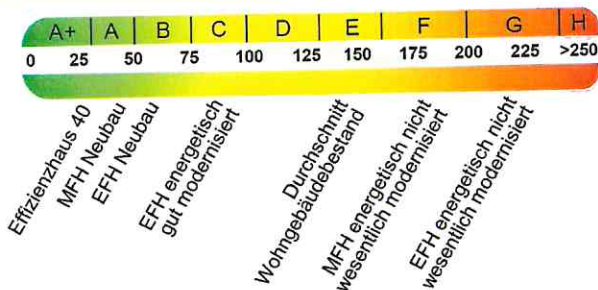 A+ A B C D E F G H
0 25 50 75 100 125 150 175 200 225 >250
Effizienzhaus 40
MFH Neubau
EFH Neubau
EFH energetisch
gut modernisiert
Durchschnitt
Wohngebäudebestand
MFH energetisch nicht
wesentlich modernisiert
EFH energetisch nicht
wesentlich modernisiert